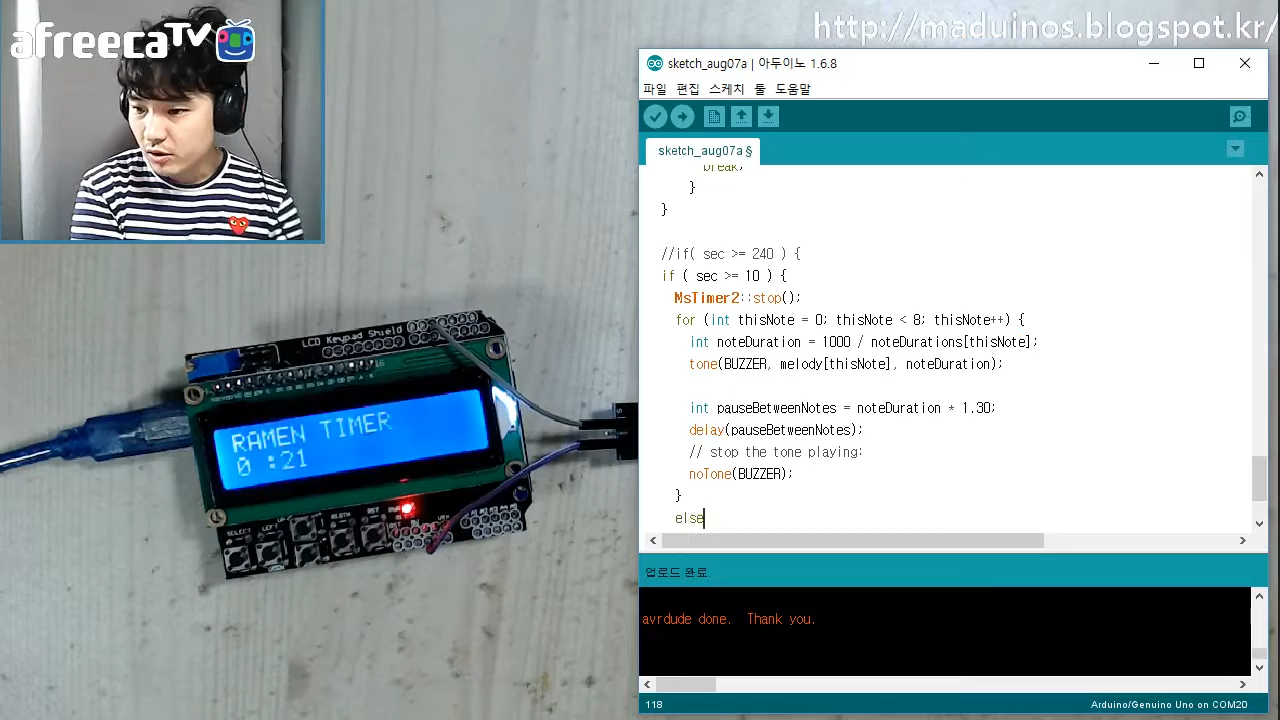 afreecaTV
http://maduinos.blogspot.kr/
sketch_aug07a | 아두이노 1.6.8
파일 편집 스케치 툴 도움말
sketch_aug07a §
break;
}
}
//if( sec >= 240 ) {
if ( sec >= 10 ) {
MsTimer2::stop();
for (int thisNote = 0; thisNote < 8; thisNote++) {
int noteDuration = 1000 / noteDurations[thisNote];
tone(BUZZER, melody[thisNote], noteDuration);
int pauseBetweenNotes = noteDuration * 1.30;
delay(pauseBetweenNotes);
// stop the tone playing:
noTone(BUZZER);
}
else
업로드 완료.
avrdude done.  Thank you.
118
Arduino/Genuino Uno on COM20
LCD Keypad Shield
RAMEN TIMER
0 :21
SELECT